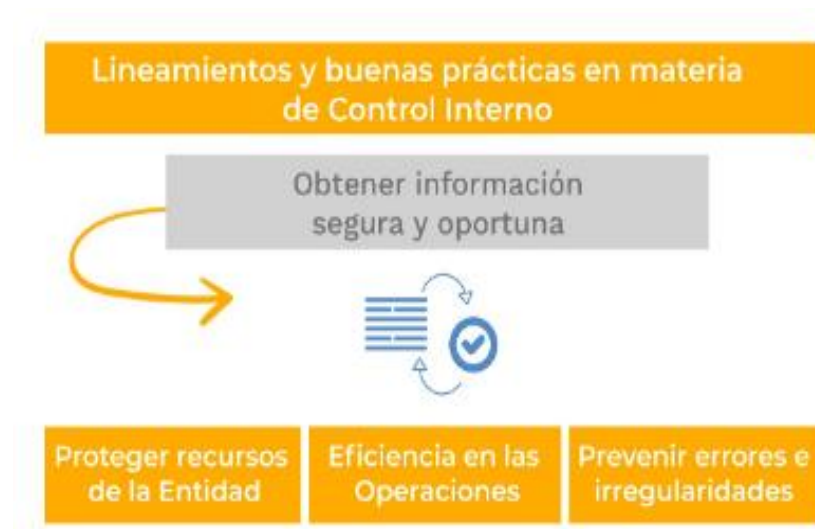 Lineamientos y buenas prácticas en materia
de Control Interno
Obtener información
segura y oportuna
Proteger recursos
de la Entidad
Eficiencia en las
Operaciones
Prevenir errores e
irregularidades